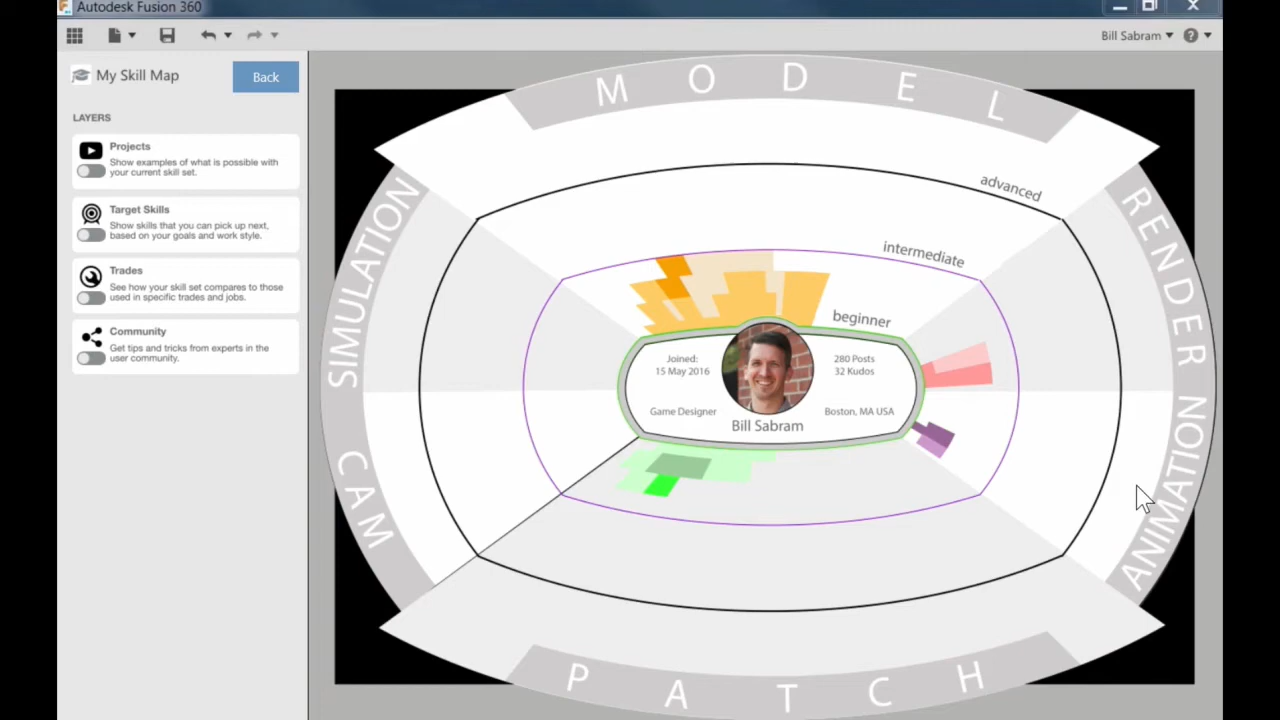 Autodesk Fusion 360
Bill Sabram
My Skill Map
Back
LAYERS
Projects
Show examples of what is possible with
your current skill set.
Target Skills
Show skills that you can pick up next,
based on your goals and work style.
Trades
See how your skill set compares to those
used in specific trades and jobs.
Community
Get tips and tricks from experts in the
user community.
MODEL
advanced
intermediate
beginner
SIMULATION
RENDER
Joined:
15 May 2016
280 Posts
32 Kudos
Game Designer
Boston, MA USA
Bill Sabram
CAM
ANIMATION
PATCH